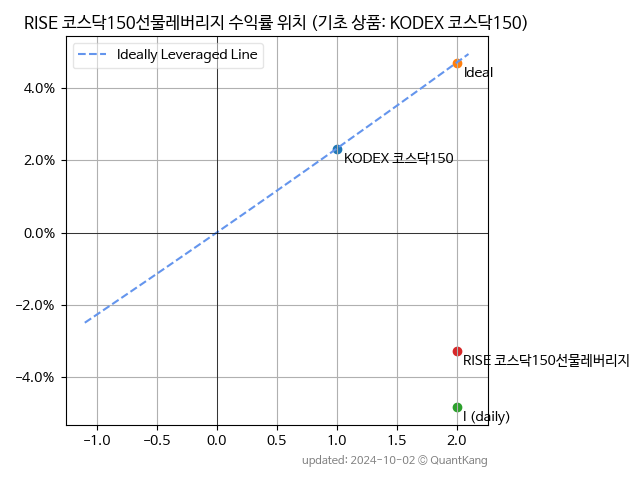 RISE 코스닥150선물레버리지 수익률 위치 (기초 상품: KODEX 코스닥150)
Ideally Leveraged Line
Ideal
4.0%
KODEX 코스닥150
2.0%
0.0%
−2.0%
RISE 코스닥150선물레버리지
−4.0%
I (daily)
−1.0 −0.5 0.0 0.5 1.0 1.5 2.0
updated: 2024-10-02 © QuantKang